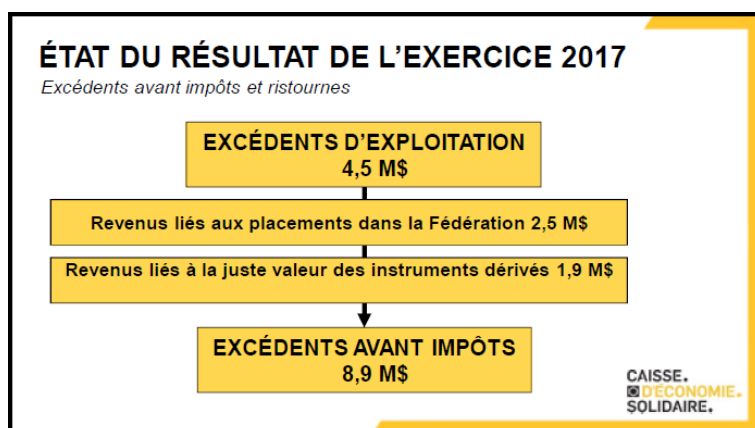 ÉTAT DU RÉSULTAT DE L'EXERCICE 2017
Excédents avant impôts et ristournes
EXCÉDENTS D'EXPLOITATION
4,5 M$
Revenus liés aux placements dans la Fédération 2,5 M$
Revenus liés à la juste valeur des instruments dérivés 1,9 M$
EXCÉDENTS AVANT IMPÔTS
8,9 M$
CAISSE.
D'ÉCONOMIE.
SOLIDAIRE.